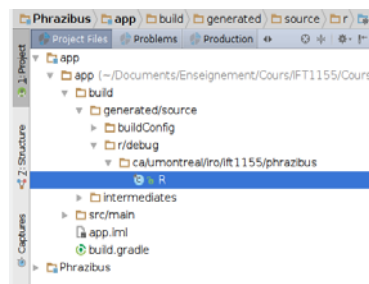 Phrazibus app build generated source r
Project Files Problems Production
app
app (~/Documents/Enseignement/Cours/IFT1155/Cours
build
generated/source
buildConfig
r/debug
ca/umontreal/iro/ift1155/phrazibus
R
intermediates
src/main
app.iml
build.gradle
Phrazibus
1: Project
Z: Structure
Captures